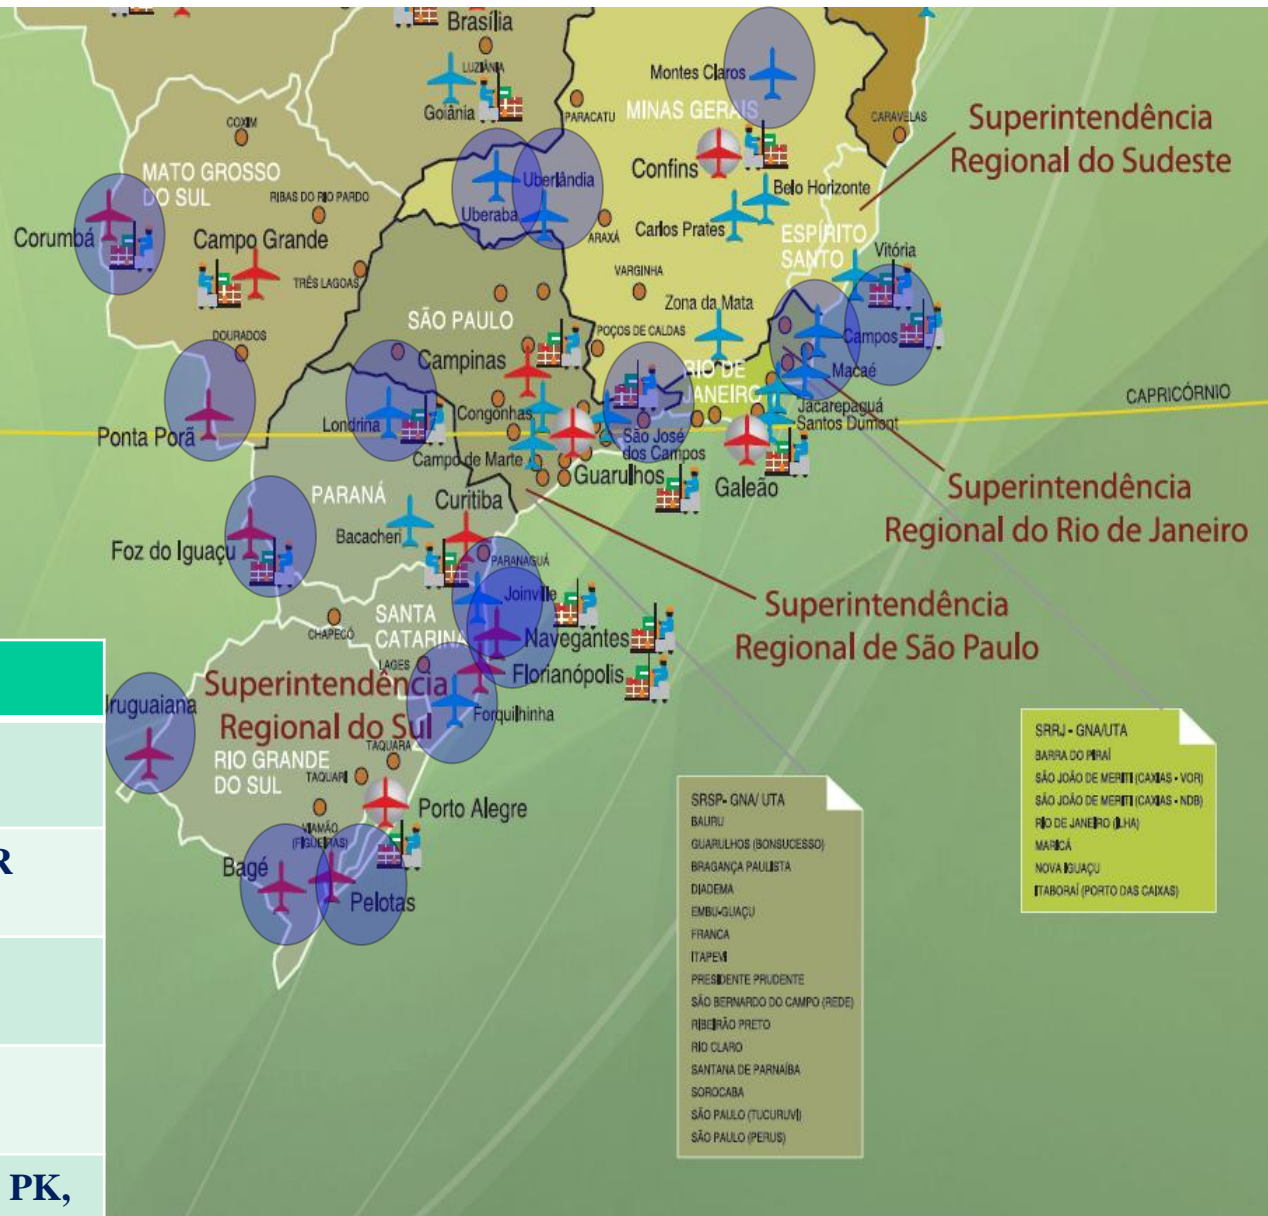 Brasília
LUZIÂNIA
Goiânia
PARACATU
Montes Claros
MINAS GERAIS
CARAVELAS
Superintendência
Regional do Sudeste
COXIM
MATO GROSSO
DO SUL
RIBAS DO RIO PARDO
Corumbá
Campo Grande
TRÊS LAGOAS
DOURADOS
Uberlândia
Uberaba
Confins
Belo Horizonte
Carlos Prates
ARAXÁ
ESPÍRITO
SANTO
Vitória
VARGINHA
Zona da Mata
POÇOS DE CALDAS
Campos
RIO DE
JANEIRO
Macaé
SÃO PAULO
Campinas
CAPRICÓRNIO
Jacarepaguá
Santos Dumont
Ponta Porã
Londrina
Congonhas
São José
dos Campos
Campo de Marte
Guarulhos
Galeão
PARANÁ
Curitiba
Superintendência
Regional do Rio de Janeiro
Foz do Iguaçu
Bacacheri
PARANAGUÁ
Joinville
SANTA
CATARINA
CHAPECÓ
Navegantes
Superintendência
Regional de São Paulo
LAGES
Florianópolis
Superintendência
Regional do Sul
Forquilhinha
Uruguaiana
RIO GRANDE
DO SUL
TAQUARA
TAQUARI
Porto Alegre
VIAMÃO
(FIGUEIRAS)
Bagé
Pelotas
R
PK,
SRSP- GNA/ UTA
BAURU
GUARULHOS (BONSUCESSO)
BRAGANÇA PAULISTA
DIADEMA
EMBU-GUAÇU
FRANCA
ITAPEVI
PRESIDENTE PRUDENTE
SÃO BERNARDO DO CAMPO (REDE)
RIBEIRÃO PRETO
RIO CLARO
SANTANA DE PARNAÍBA
SOROCABA
SÃO PAULO (TUCURUVI)
SÃO PAULO (PERUS)
SRRJ - GNA/UTA
BARRA DO PIRAÍ
SÃO JOÃO DE MERITI (CAXIAS - VOR)
SÃO JOÃO DE MERITI (CAXIAS - NDB)
RIO DE JANEIRO (ILHA)
MARICÁ
NOVA IGUAÇU
ITABORAÍ (PORTO DAS CAIXAS)